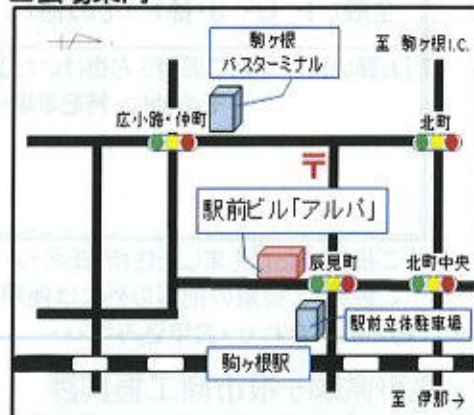 駒ヶ根
バスターミナル
至 駒ヶ根I.C.
広小路・仲町
北町
〒
駅前ビル「アルパ」
辰見町
北町中央
駅前立体駐車場
駒ヶ根駅
至 伊那→